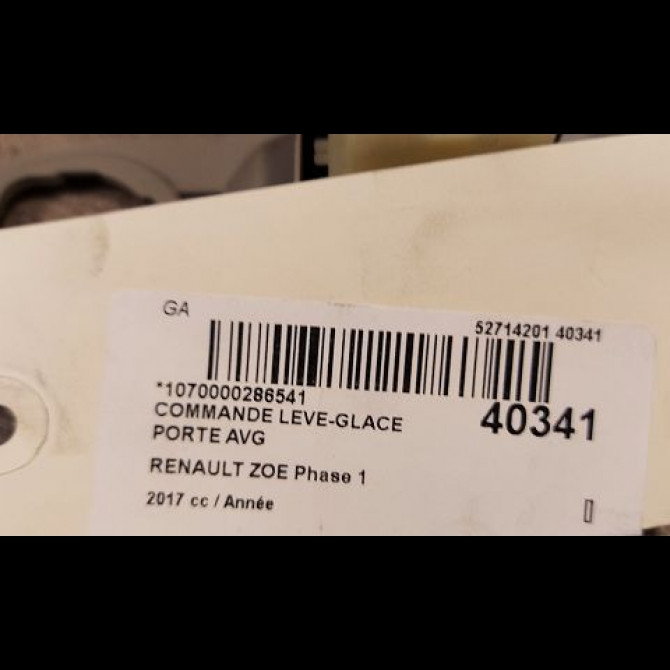 GA
52714201 40341
*1070000286541
COMMANDE LEVE-GLACE
40341
PORTE AVG
RENAULT ZOE Phase 1
2017 cc / Année